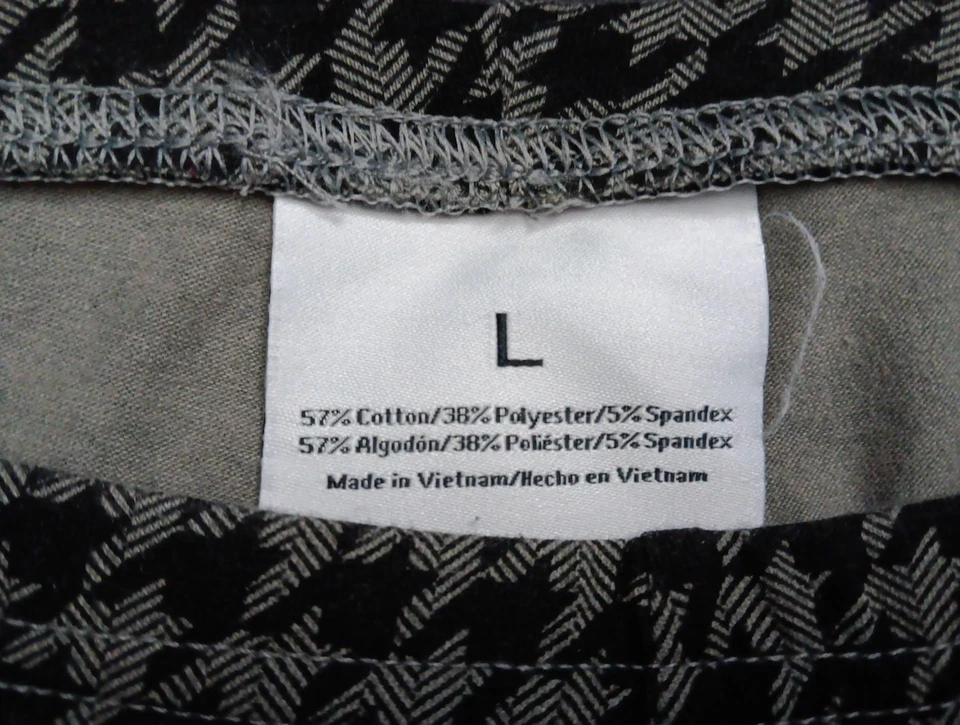 L
57% Cotton/38% Polyester/5% Spandex
57% Algodón/38% Poliéster/5% Spandex
Made in Vietnam/Hecho en Vietnam